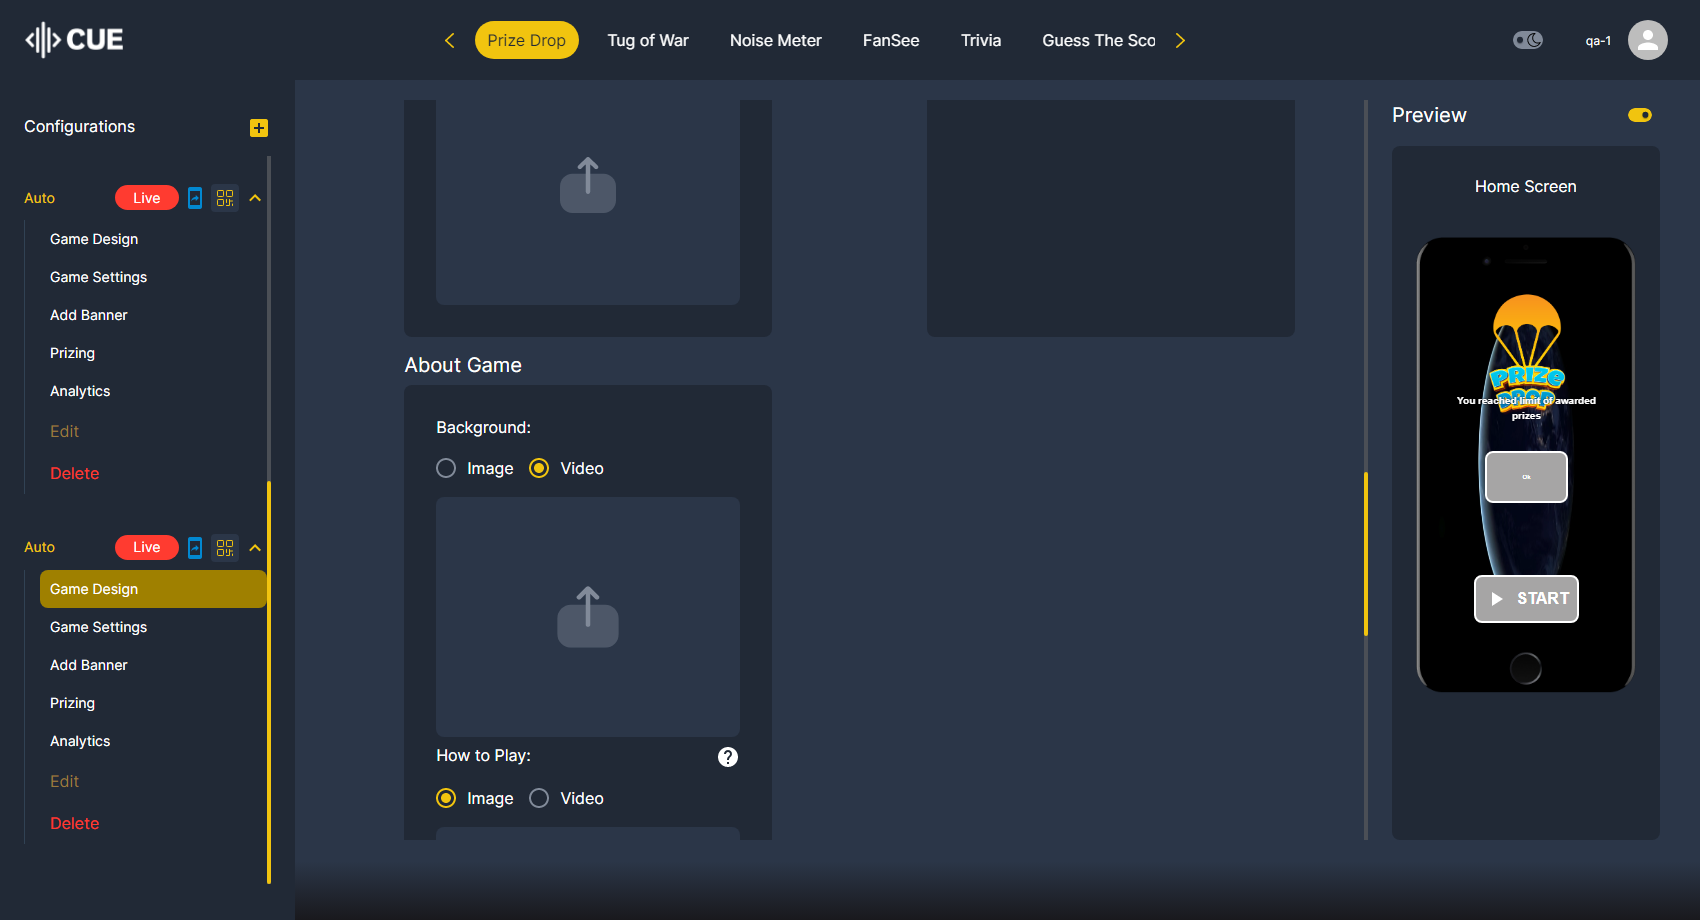 CUE
Prize Drop
Tug of War
Noise Meter
FanSee
Trivia
Guess The Sco
qa-1
Configurations
Auto
Live
Game Design
Game Settings
Add Banner
Prizing
Analytics
Edit
Delete
Auto
Live
Game Design
Game Settings
Add Banner
Prizing
Analytics
Edit
Delete
About Game
Background:
Image
Video
How to Play:
?
Image
Video
Preview
Home Screen
PRIZE
DROP
You reached limit of awarded
prizes
Ok
START